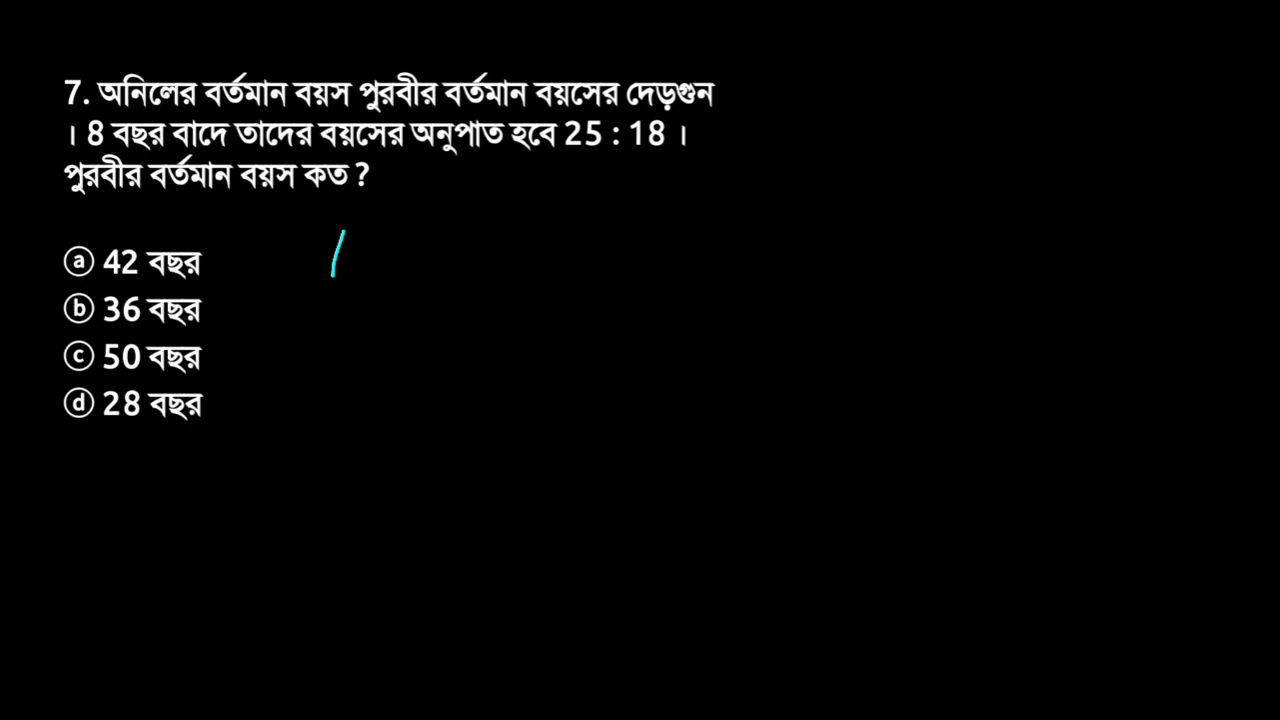 7. অনিলের বর্তমান বয়স পুরবীর বর্তমান বয়সের দেড়গুন
। 8 বছর বাদে তাদের বয়সের অনুপাত হবে 25 : 18 ।
পুরবীর বর্তমান বয়স কত ?
ⓐ 42 বছর
ⓑ 36 বছর
ⓒ 50 বছর
ⓓ 28 বছর